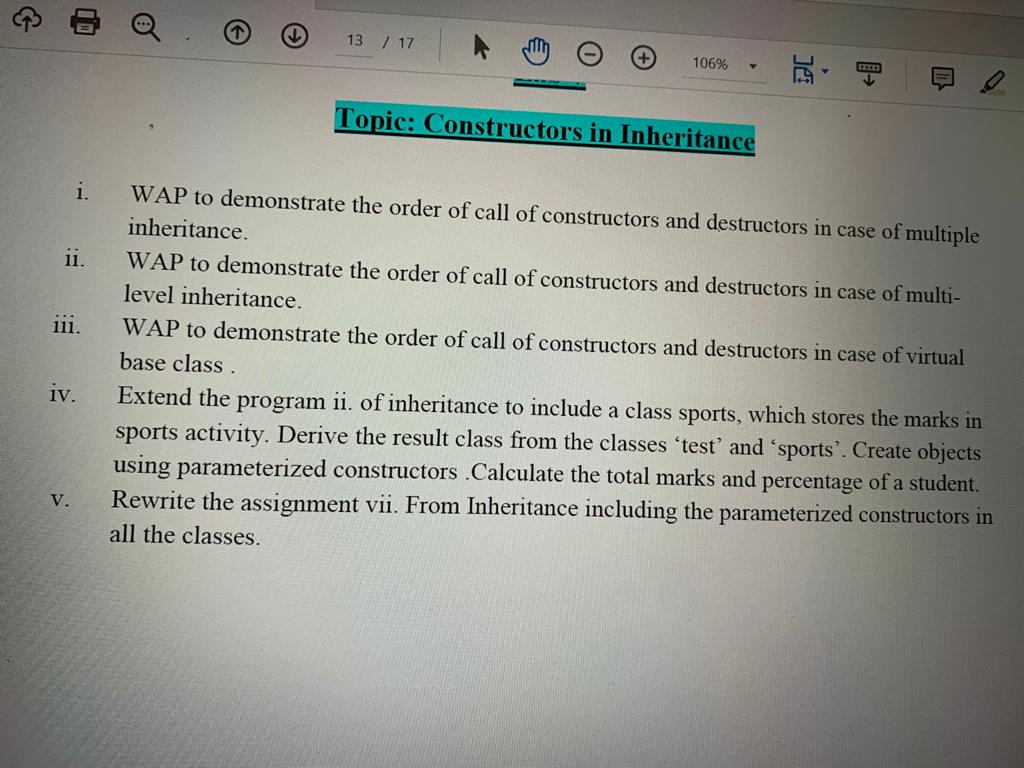 13 / 17
106%
Topic: Constructors in Inheritance
i. WAP to demonstrate the order of call of constructors and destructors in case of multiple
inheritance.
ii. WAP to demonstrate the order of call of constructors and destructors in case of multi-
level inheritance.
iii. WAP to demonstrate the order of call of constructors and destructors in case of virtual
base class .
iv. Extend the program ii. of inheritance to include a class sports, which stores the marks in
sports activity. Derive the result class from the classes ‘test’ and ‘sports’. Create objects
using parameterized constructors .Calculate the total marks and percentage of a student.
v. Rewrite the assignment vii. From Inheritance including the parameterized constructors in
all the classes.